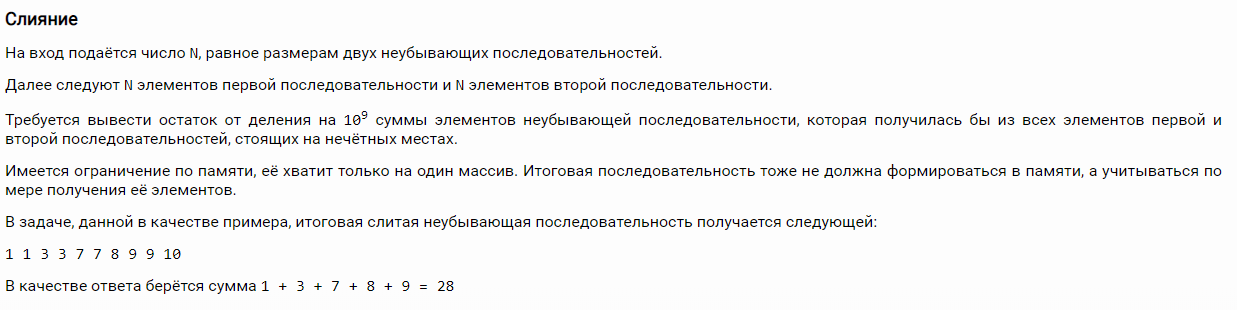 Слияние
На вход подаётся число N, равное размерам двух неубывающих последовательностей.
Далее следуют N элементов первой последовательности и N элементов второй последовательности.
Требуется вывести остаток от деления на 10⁹ суммы элементов неубывающей последовательности, которая получилась бы из всех элементов первой и
второй последовательностей, стоящих на нечётных местах.
Имеется ограничение по памяти, её хватит только на один массив. Итоговая последовательность тоже не должна формироваться в памяти, а учитываться по
мере получения её элементов.
В задаче, данной в качестве примера, итоговая слитая неубывающая последовательность получается следующей:
1 1 3 3 7 7 8 9 9 10
В качестве ответа берётся сумма 1 + 3 + 7 + 8 + 9 = 28